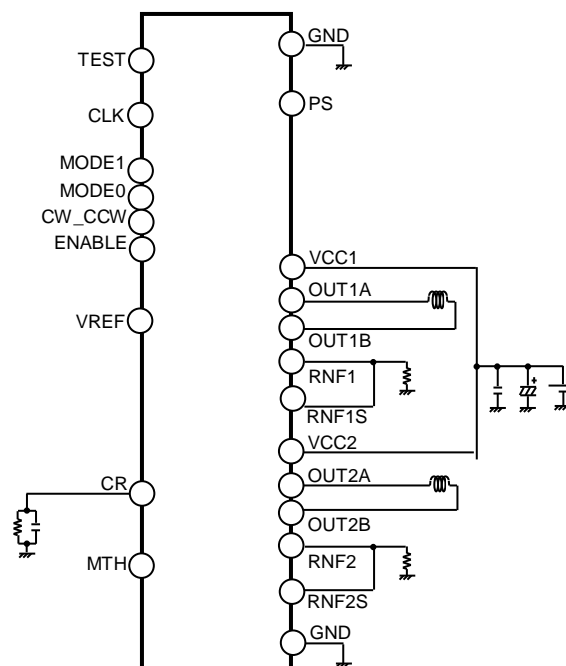 GND
TEST
PS
CLK
MODE1
MODE0
CW_CCW
ENABLE
VCC1
OUT1A
VREF
OUT1B
RNF1
RNF1S
VCC2
CR
OUT2A
OUT2B
RNF2
MTH
RNF2S
GND
+